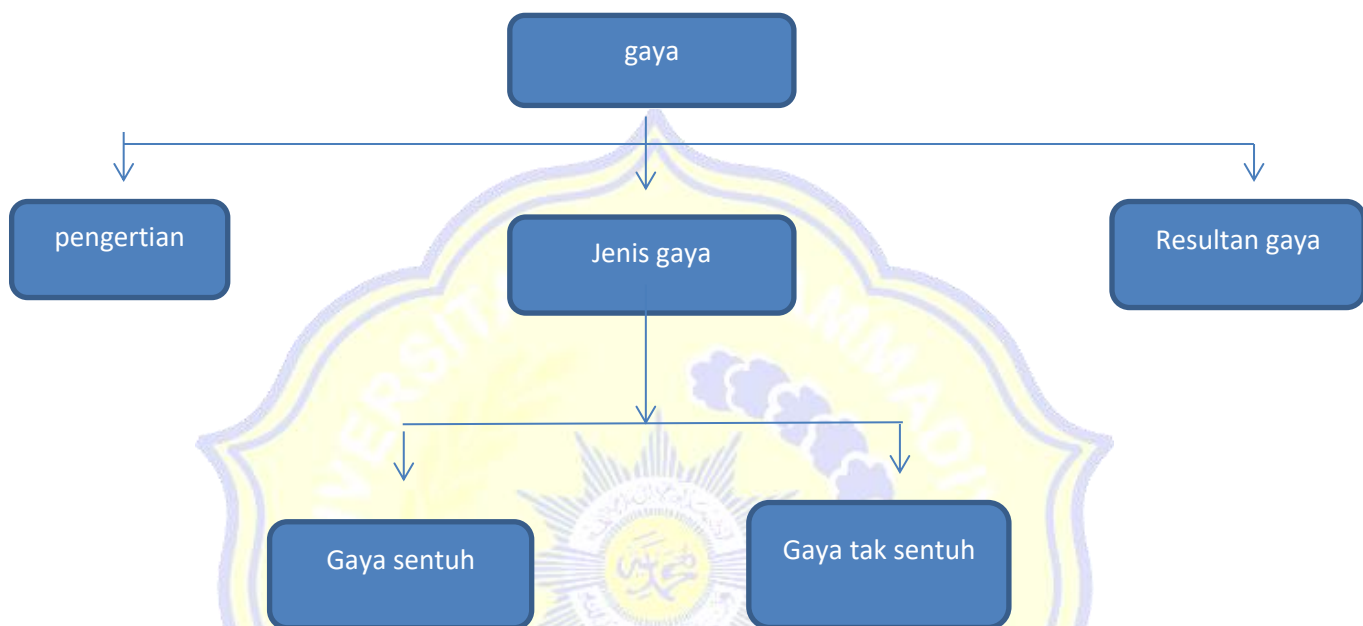 gaya
pengertian
Jenis gaya
Resultan gaya
Gaya sentuh
Gaya tak sentuh